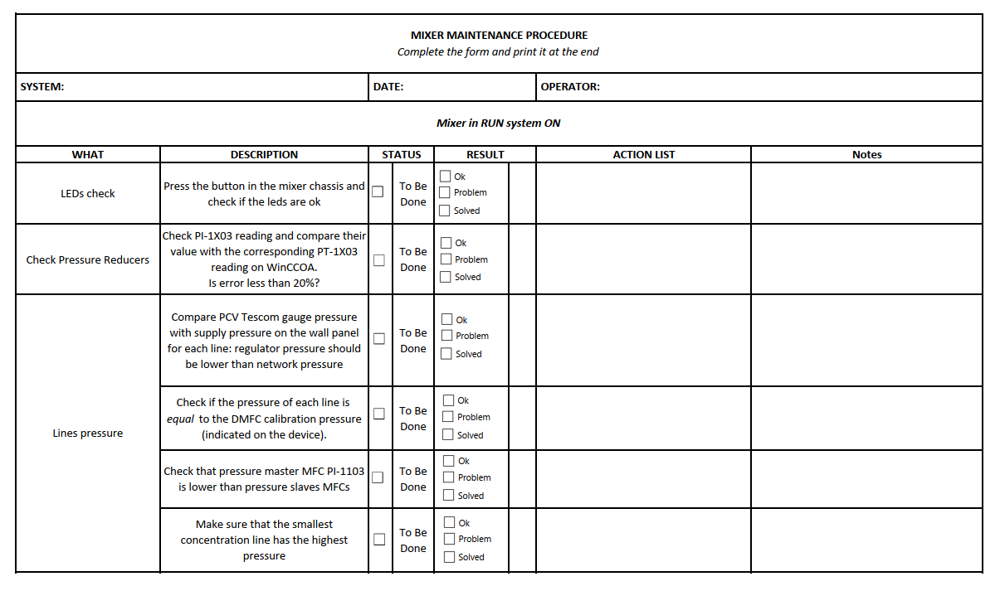 MIXER MAINTENANCE PROCEDURE
Complete the form and print it at the end
SYSTEM:
DATE:
OPERATOR:
Mixer in RUN system ON
WHAT
DESCRIPTION
STATUS
RESULT
ACTION LIST
Notes
LEDs check
Press the button in the mixer chassis and
check if the leds are ok
To Be
Done
Ok
Problem
Solved
Check Pressure Reducers
Check PI-1X03 reading and compare their
value with the corresponding PT-1X03
reading on WinCCOA.
Is error less than 20%?
To Be
Done
Ok
Problem
Solved
Lines pressure
Compare PCV Tescom gauge pressure
with supply pressure on the wall panel
for each line: regulator pressure should
be lower than network pressure
To Be
Done
Ok
Problem
Solved
Check if the pressure of each line is
equal to the DMFC calibration pressure
(indicated on the device).
To Be
Done
Ok
Problem
Solved
Check that pressure master MFC PI-1103
is lower than pressure slaves MFCs
To Be
Done
Ok
Problem
Solved
Make sure that the smallest
concentration line has the highest
pressure
To Be
Done
Ok
Problem
Solved